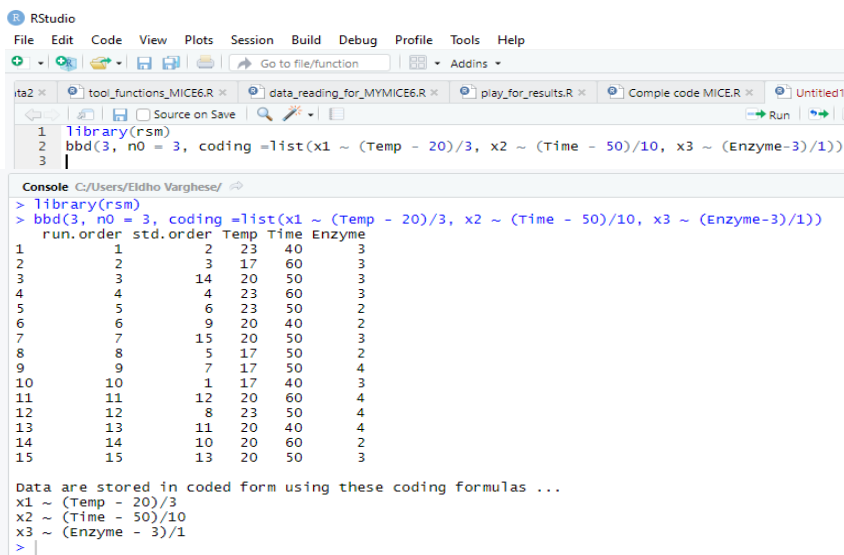 RStudio
File Edit Code View Plots Session Build Debug Profile Tools Help
Go to file/function Addins
ata2 tool_functions_MICE6.R data_reading_for_MYMICE6.R play_for_results.R Comple code MICE.R Untitled1
Source on Save Run
1 library(rsm)
2 bbd(3, n0 = 3, coding =list(x1 ~ (Temp - 20)/3, x2 ~ (Time - 50)/10, x3 ~ (Enzyme-3)/1))
3
Console C:/Users/Eldho Varghese/
> library(rsm)
> bbd(3, n0 = 3, coding =list(x1 ~ (Temp - 20)/3, x2 ~ (Time - 50)/10, x3 ~ (Enzyme-3)/1))
run.order std.order Temp Time Enzyme
1 1 2 23 40 3
2 2 3 17 60 3
3 3 14 20 50 3
4 4 4 23 60 3
5 5 6 23 50 2
6 6 9 20 40 2
7 7 15 20 50 3
8 8 5 17 50 2
9 9 7 17 50 4
10 10 1 17 40 3
11 11 12 20 60 4
12 12 8 23 50 4
13 13 11 20 40 4
14 14 10 20 60 2
15 15 13 20 50 3
Data are stored in coded form using these coding formulas ...
x1 ~ (Temp - 20)/3
x2 ~ (Time - 50)/10
x3 ~ (Enzyme - 3)/1
>